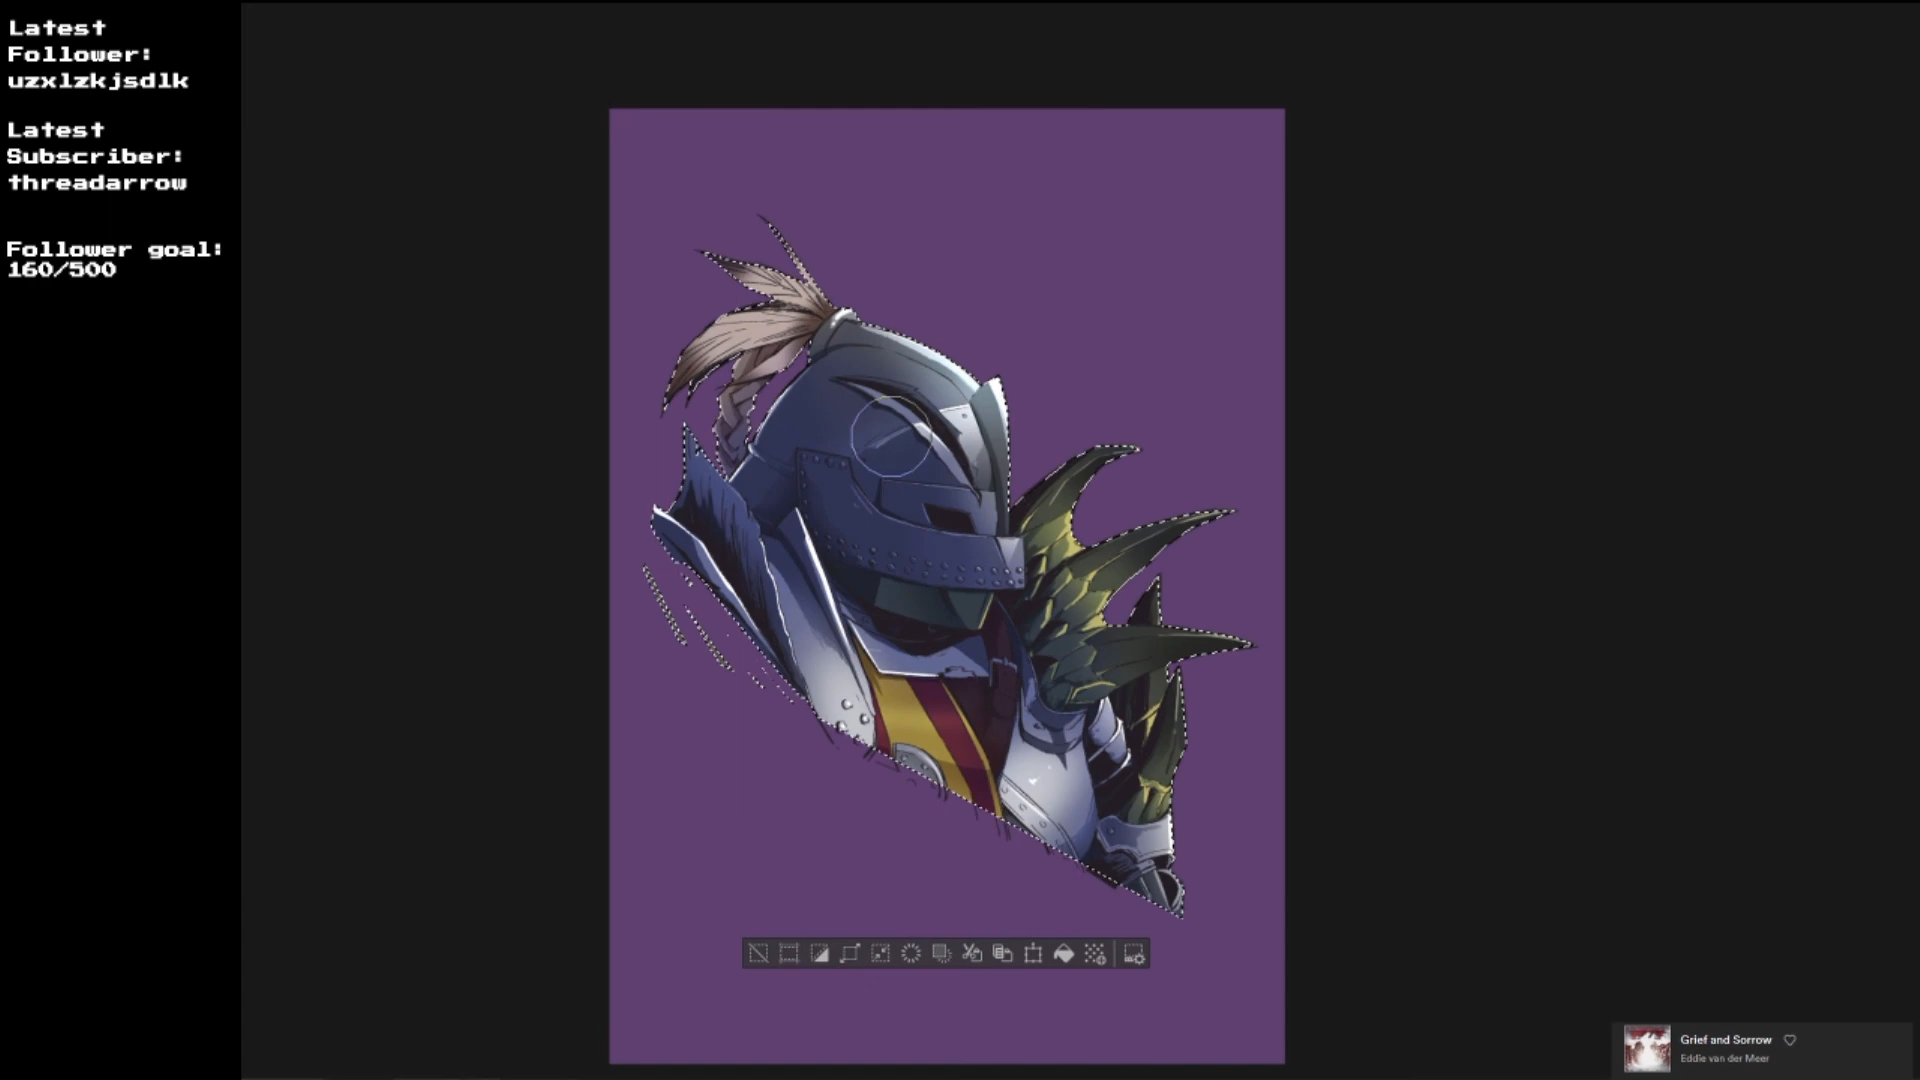 Latest
Follower:
uzxlzkjsdlk
Latest
Subscriber:
threadarrow
Follower goal:
160/500
Grief and Sorrow
Eddie van der Meer